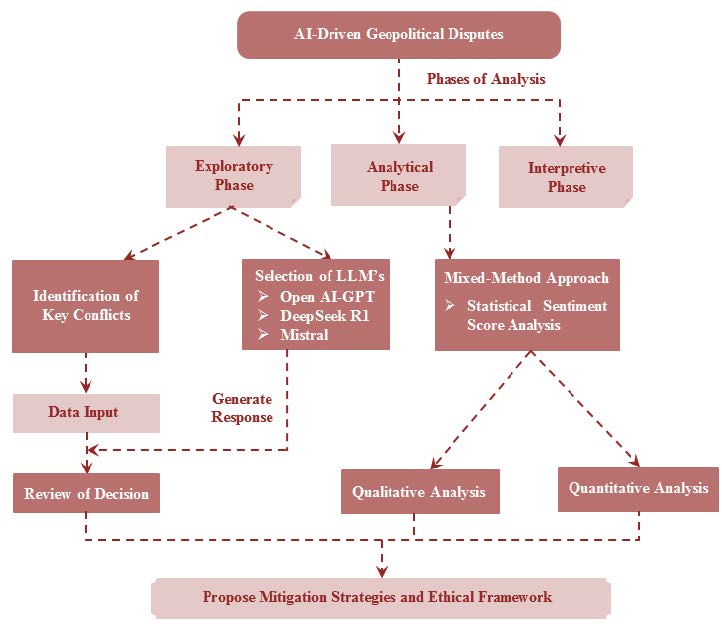 AI-Driven Geopolitical Disputes
Phases of Analysis
Exploratory
Phase
Analytical
Phase
Interpretive
Phase
Identification of
Key Conflicts
Selection of LLM's
➢ Open AI-GPT
➢ DeepSeek R1
➢ Mistral
Mixed-Method Approach
➢ Statistical Sentiment
Score Analysis
Data Input
Generate
Response
Review of Decision
Qualitative Analysis
Quantitative Analysis
Propose Mitigation Strategies and Ethical Framework